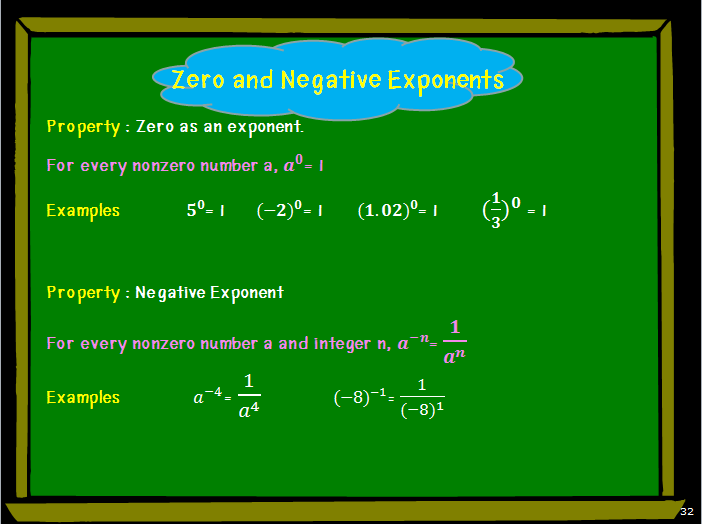 Zero and Negative Exponents
Property : Zero as an exponent.
For every nonzero number a, a⁰= 1
Examples 5⁰= 1 (−2)⁰= 1 (1.02)⁰= 1 (1/3)⁰ = 1
Property : Negative Exponent
For every nonzero number a and integer n, a⁻ⁿ= 1/aⁿ
Examples a⁻⁴= 1/a⁴ (−8)⁻¹= 1/(−8)¹
32